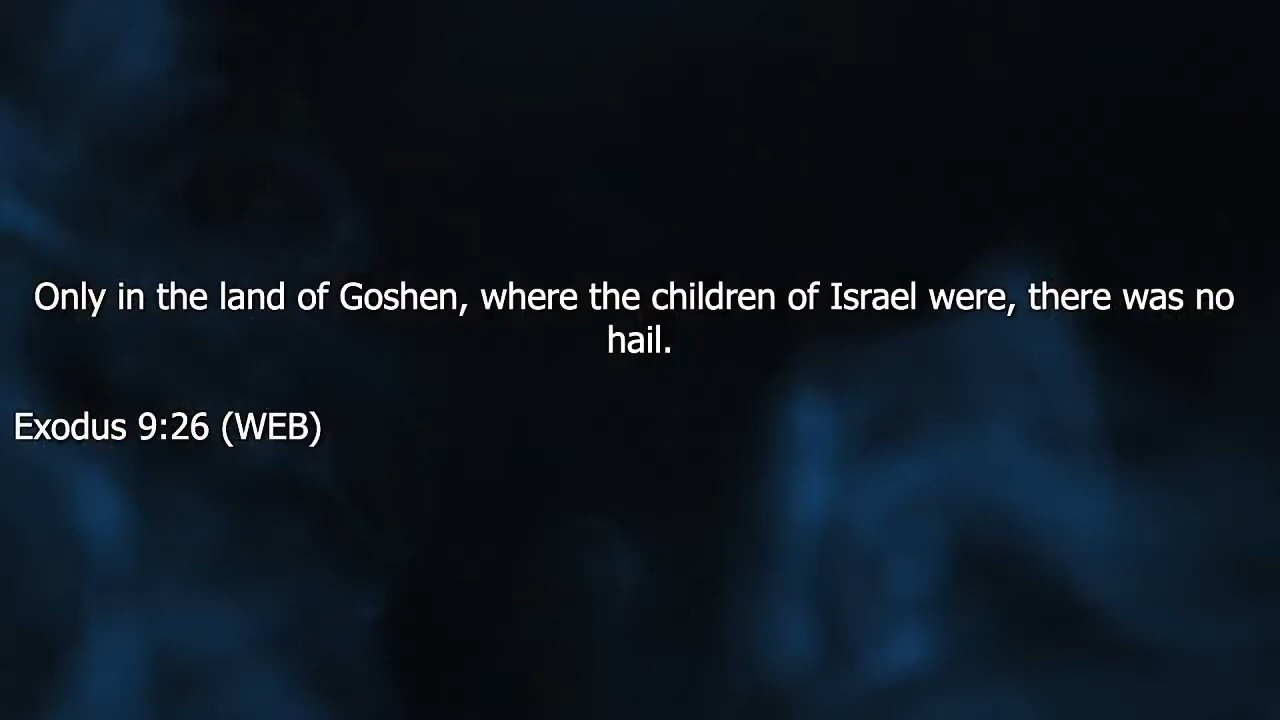 Only in the land of Goshen, where the children of Israel were, there was no
hail.
Exodus 9:26 (WEB)